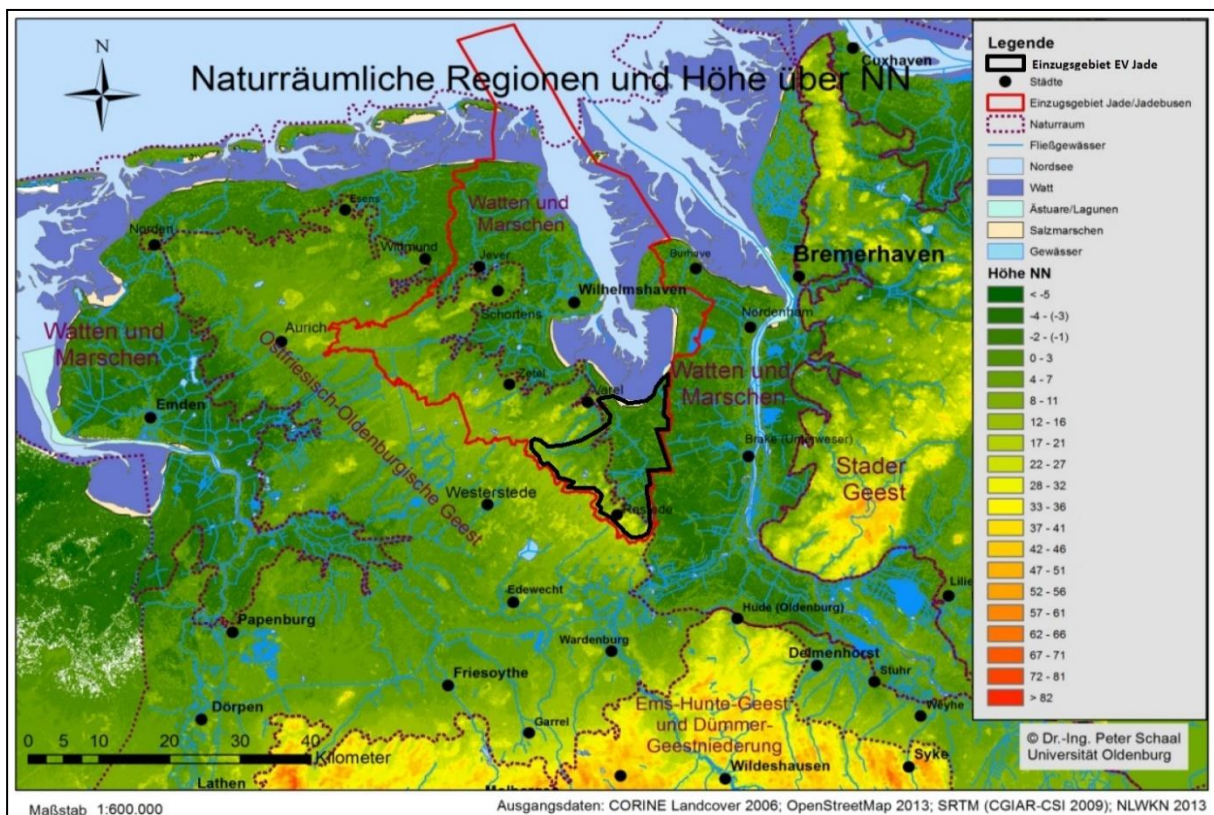 Naturräumliche Regionen und Höhe über NN
N
Cuxhaven
Esens
Norden
Watten und
Marschen
Wittmund
Jever
Burhave
Bremerhaven
Wilhelmshaven
Schortens
Nordenham
Aurich
Watten und
Marschen
Ostfriesisch-Oldenburgische Geest
Zetel
Varel
Watten und
Marschen
Emden
Brake (Unterweser)
Stader
Geest
Westerstede
Rastede
Edewecht
Lilie
Hude (Oldenburg)
Papenburg
Wardenburg
Delmenhorst
Stuhr
Friesoythe
Weyhe
Ems-Hunte-Geest
und Dümmer-
Geestniederung
Dörpen
Garrel
Syke
Wildeshausen
Lathen
0 5 10 20 30 40
Kilometer
Legende
Einzugsgebiet EV Jade
Städte
Einzugsgebiet Jade/Jadebusen
Naturraum
Fließgewässer
Nordsee
Watt
Ästuare/Lagunen
Salzmarschen
Gewässer
Höhe NN
< -5
-4 - (-3)
-2 - (-1)
0 - 3
4 - 7
8 - 11
12 - 16
17 - 21
22 - 27
28 - 32
33 - 36
37 - 41
42 - 46
47 - 51
52 - 56
57 - 61
62 - 66
67 - 71
72 - 81
> 82
© Dr.-Ing. Peter Schaal
Universität Oldenburg
Maßstab 1:600.000
Ausgangsdaten: CORINE Landcover 2006; OpenStreetMap 2013; SRTM (CGIAR-CSI 2009); NLWKN 2013